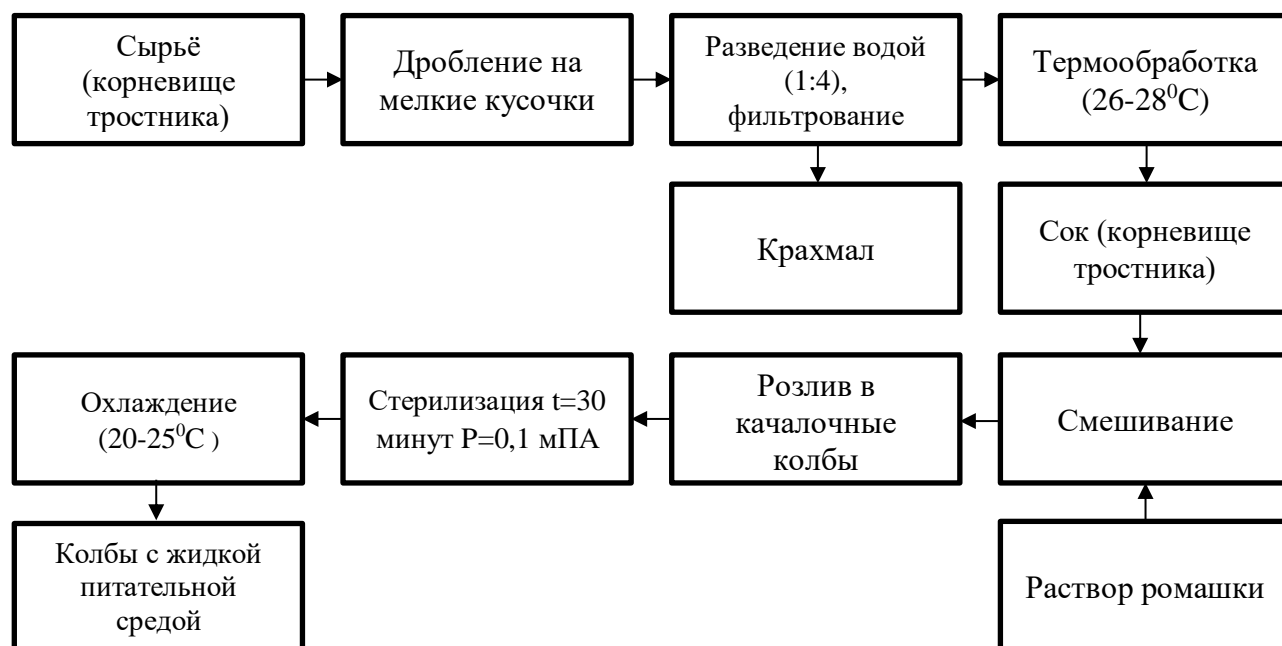 Сырьё
(корневище
тростника)
Дробление на
мелкие кусочки
Разведение водой
(1:4),
фильтрование
Термообработка
(26-28⁰С)
Крахмал
Сок (корневище
тростника)
Охлаждение
(20-25⁰С )
Стерилизация t=30
минут P=0,1 мПА
Розлив в
качалочные
колбы
Смешивание
Колбы с жидкой
питательной
средой
Раствор ромашки